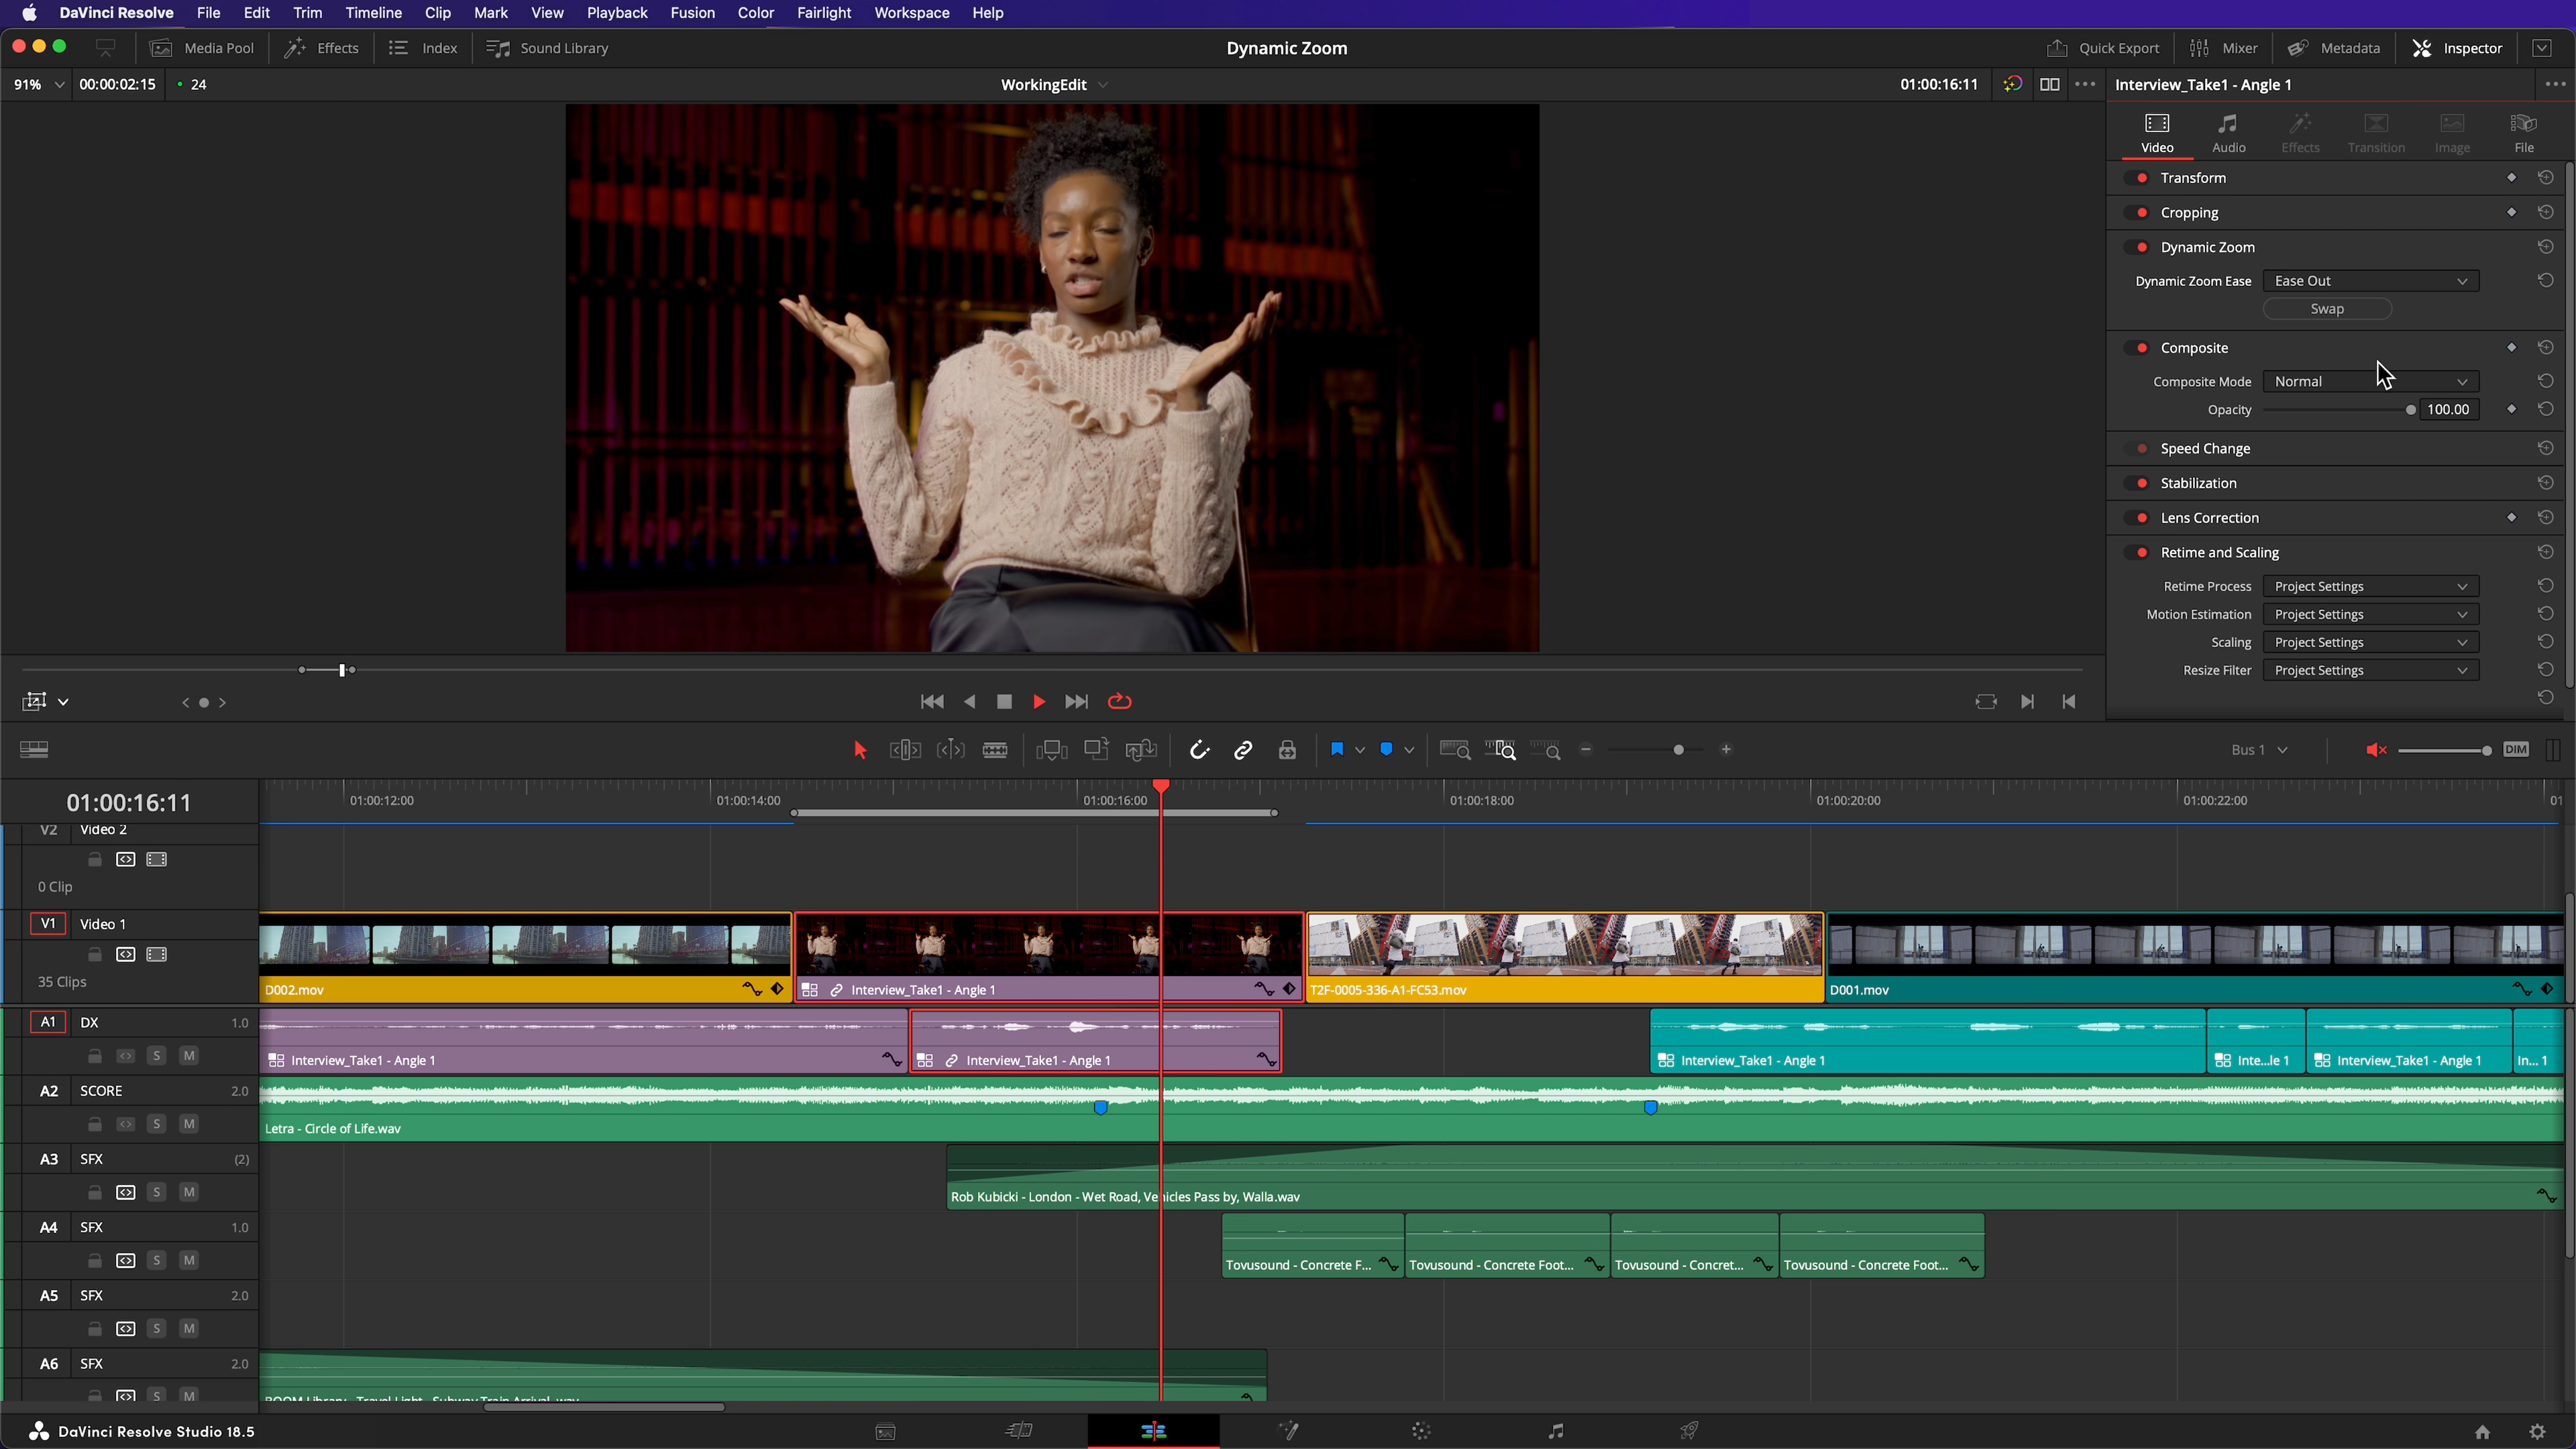 DaVinci Resolve File Edit Trim Timeline Clip Mark View Playback Fusion Color Fairlight Workspace Help
Media Pool Effects Index Sound Library Dynamic Zoom Quick Export Mixer Metadata Inspector
91% 00:00:02:15 24 WorkingEdit 01:00:16:11 Interview_Take1 - Angle 1
Video Audio Effects Transition Image File
Transform
Cropping
Dynamic Zoom
Dynamic Zoom Ease Ease Out
Swap
Composite
Composite Mode Normal
Opacity 100.00
Speed Change
Stabilization
Lens Correction
Retime and Scaling
Retime Process Project Settings
Motion Estimation Project Settings
Scaling Project Settings
Resize Filter Project Settings
Bus 1 DIM
01:00:16:11 01:00:12:00 01:00:14:00 01:00:16:00 01:00:18:00 01:00:20:00 01:00:22:00 01
V2 Video 2
0 Clip
V1 Video 1
35 Clips
D002.mov Interview_Take1 - Angle 1 T2F-0005-336-A1-FC53.mov D001.mov
A1 DX 1.0
S M Interview_Take1 - Angle 1 Interview_Take1 - Angle 1 Interview_Take1 - Angle 1 Inte...le 1 Interview_Take1 - Angle 1 In... 1
A2 SCORE 2.0
S M Letra - Circle of Life.wav
A3 SFX (2)
S M Rob Kubicki - London - Wet Road, Vehicles Pass by, Walla.wav
A4 SFX 1.0
S M Tovusound - Concrete F... Tovusound - Concrete Foot... Tovusound - Concret... Tovusound - Concrete Foot...
A5 SFX 2.0
S M
A6 SFX 2.0
S M BOOM Library - Travel Light - Subway Train Arrival .wav
DaVinci Resolve Studio 18.5